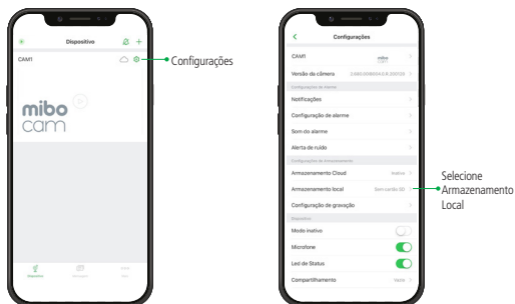 Dispositivo
CAM1
mibo
cam
Dispositivo
Configurações
Configurações
CAM1
mibo
Versão da câmera
Configurações de alarme
Notificações
Configuração de alarme
Som do alarme
Alerta de ruído
Configurações de Armazenamento
Armazenamento Cloud
Inativo
Armazenamento local
Sem cartão SD
Configuração de gravação
Dispositivo
Modo inativo
Microfone
Led de Status
Compartilhamento
Selecione
Armazenamento
Local